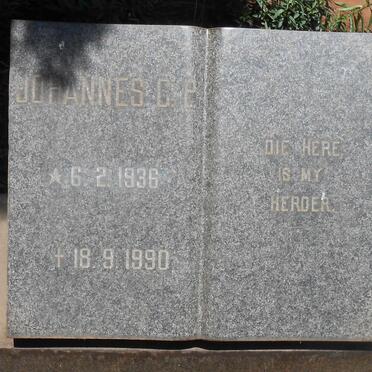 JOHANNES C. P.
* 6. 2. 1936
† 18. 9. 1990
DIE HERE
IS MY
HERDER.